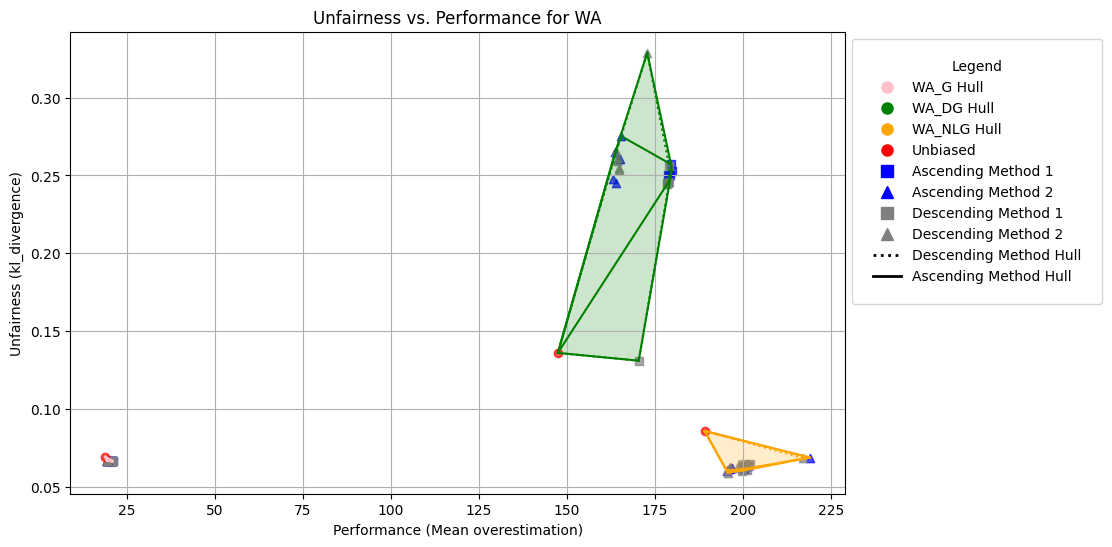 Unfairness vs. Performance for WA
Unfairness (kl_divergence)
0.30
0.25
0.20
0.15
0.10
0.05
25
50
75
100
125
150
175
200
225
Performance (Mean overestimation)
Legend
WA_G Hull
WA_DG Hull
WA_NLG Hull
Unbiased
Ascending Method 1
Ascending Method 2
Descending Method 1
Descending Method 2
Descending Method Hull
Ascending Method Hull